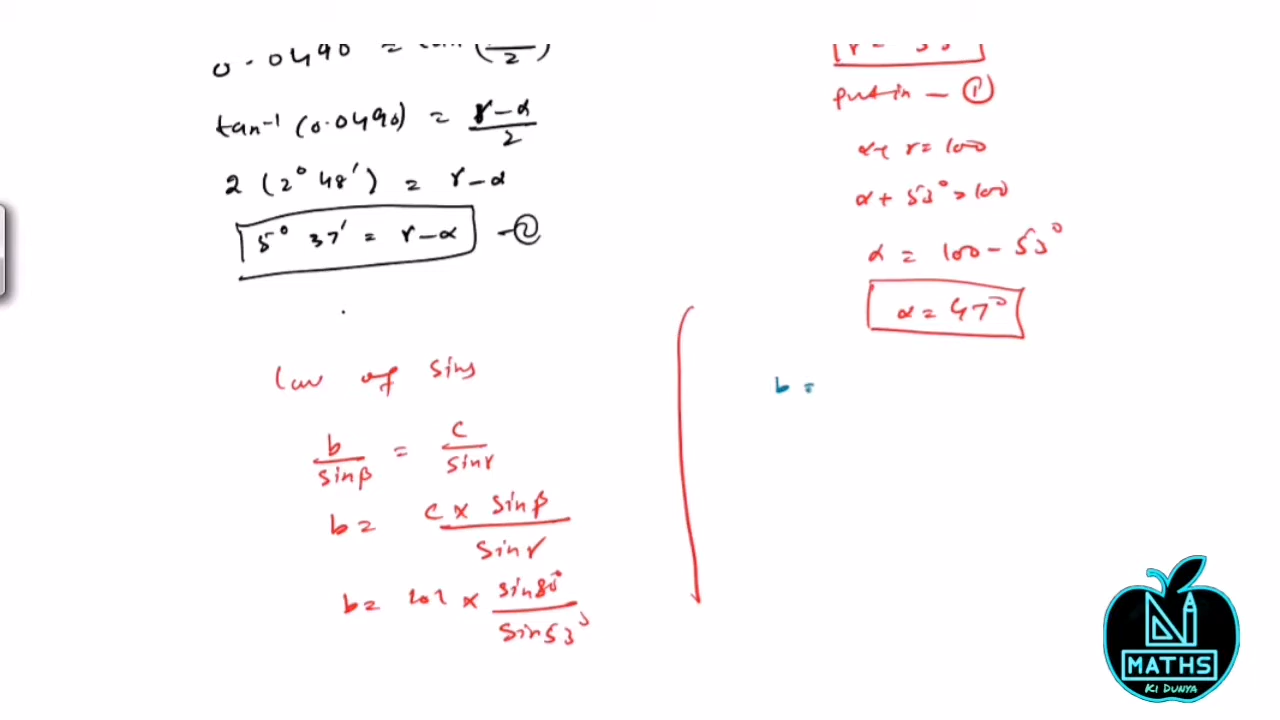 tan⁻¹ (0.0490) = γ-α/2
2 (2° 48′) = γ-α
5° 37′ = γ-α -②
Law of sins
b/sinβ = c/sinγ
b= c × sinβ/sinγ
b= × sin80°/sin53°
put in - ①
α+ γ= 100
α + 53° = 100
α = 100 - 53°
α = 47°
b =
MATHS
KI DUNYA